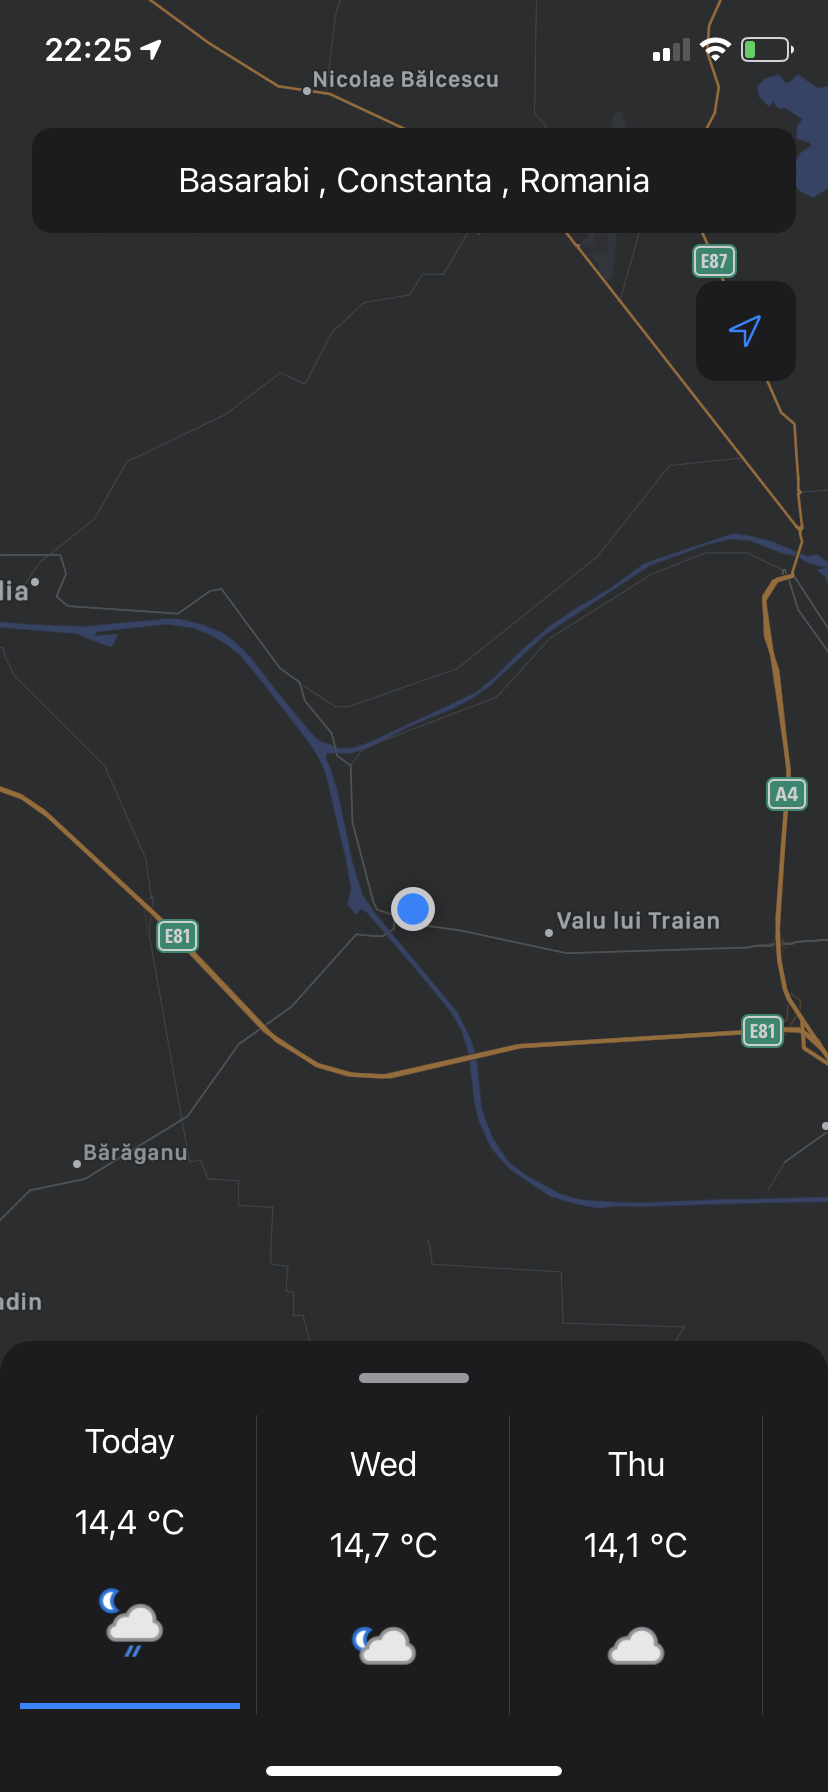 22:25
Nicolae Bălcescu
Basarabi , Constanta , Romania
E87
lia
A4
Valu lui Traian
E81
E81
Bărăganu
adin
Today
Wed
Thu
14,4 °C
14,7 °C
14,1 °C